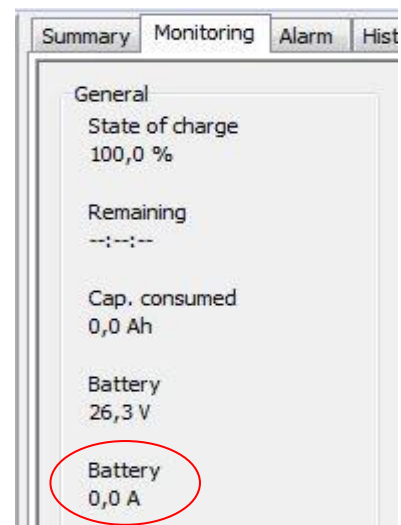 Summary Monitoring Alarm Hist
General
State of charge
100,0 %
Remaining
--:--:--
Cap. consumed
0,0 Ah
Battery
26,3 V
Battery
0,0 A